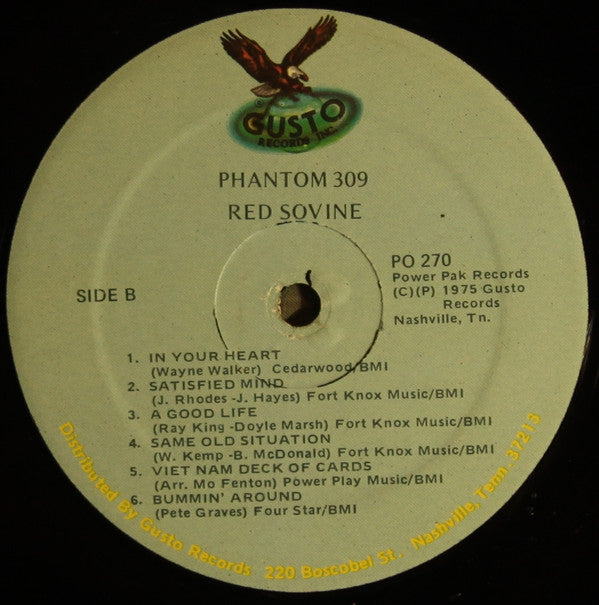 GUSTO
RECORDS INC.
PHANTOM 309
RED SOVINE
SIDE B
PO 270
Power Pak Records
(C)(P) 1975 Gusto
Records
Nashville, Tn.
1. IN YOUR HEART
(Wayne Walker) Cedarwood/BMI
2. SATISFIED MIND
(J. Rhodes -J. Hayes) Fort Knox Music/BMI
3. A GOOD LIFE
(Ray King -Doyle Marsh) Fort Knox Music/BMI
4. SAME OLD SITUATION
(W. Kemp -B. McDonald) Fort Knox Music/BMI
5. VIET NAM DECK OF CARDS
(Arr. Mo Fenton) Power Play Music/BMI
6. BUMMIN' AROUND
(Pete Graves) Four Star/BMI
Distributed By Gusto Records 220 Boscobel St. Nashville, Tenn. 37213